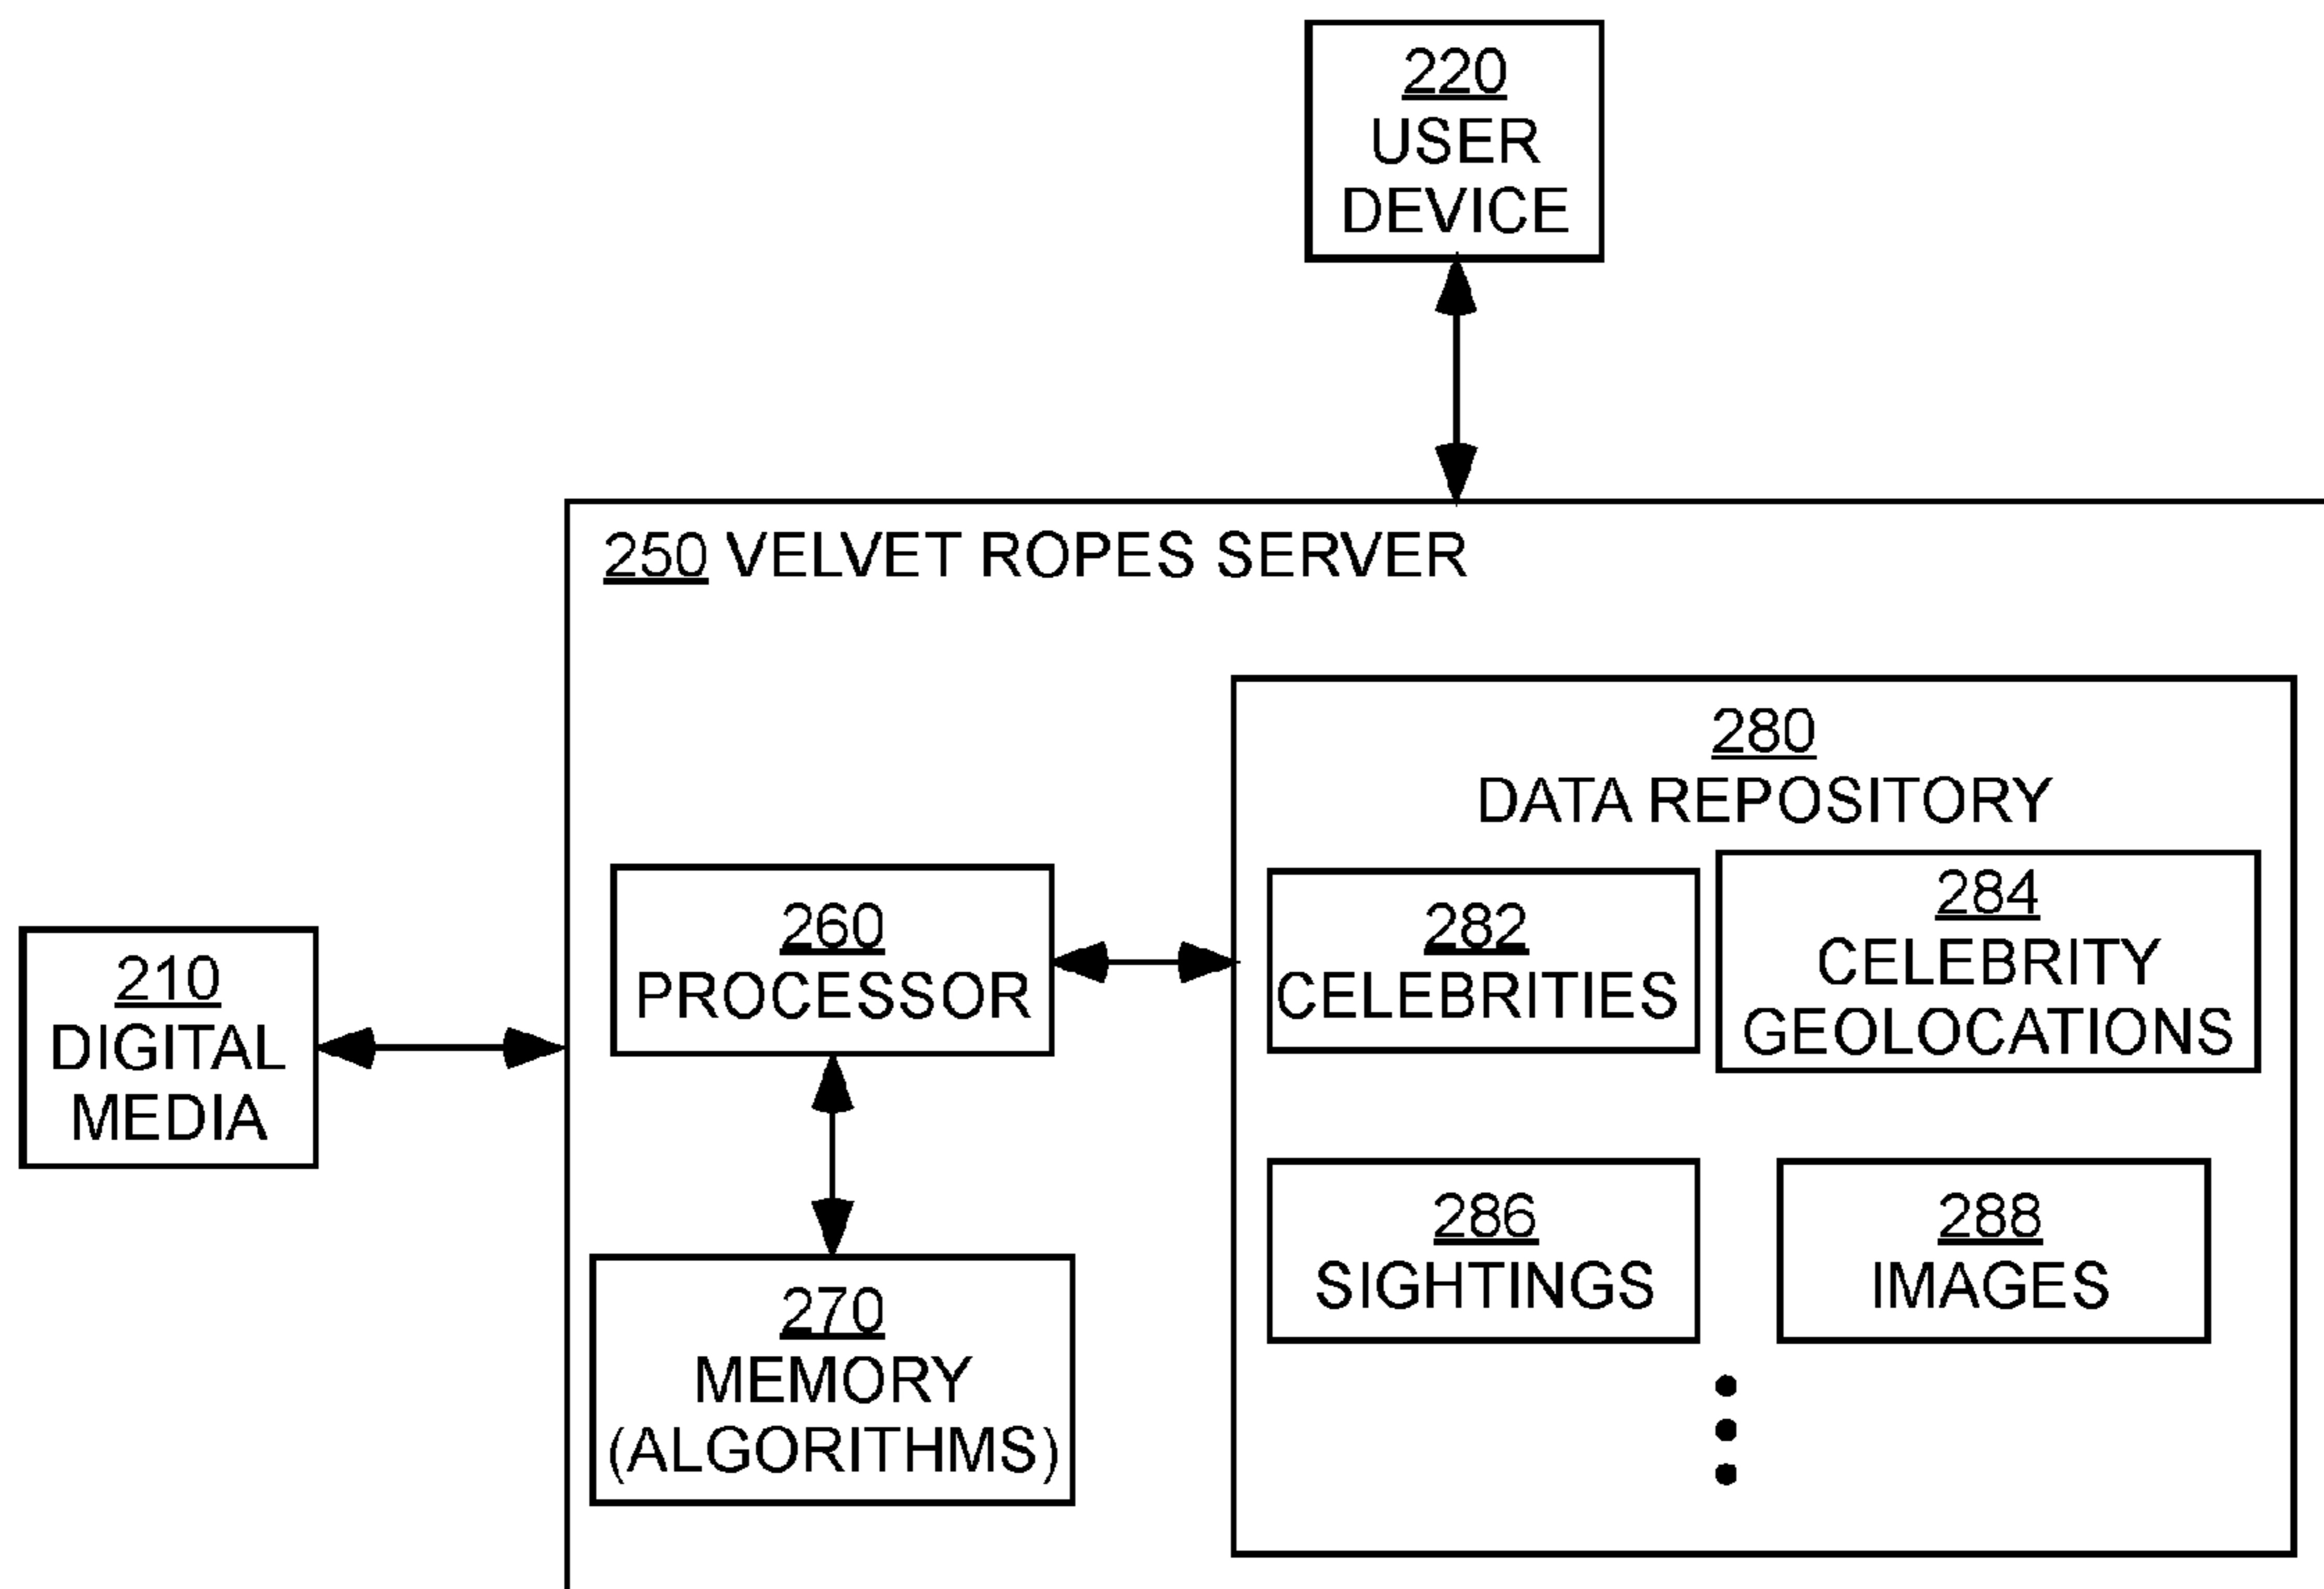 220
USER
DEVICE
250 VELVET ROPES SERVER
280
DATA REPOSITORY
210
DIGITAL
MEDIA
260
PROCESSOR
282
CELEBRITIES
284
CELEBRITY
GEOLOCATIONS
270
MEMORY
(ALGORITHMS)
286
SIGHTINGS
288
IMAGES